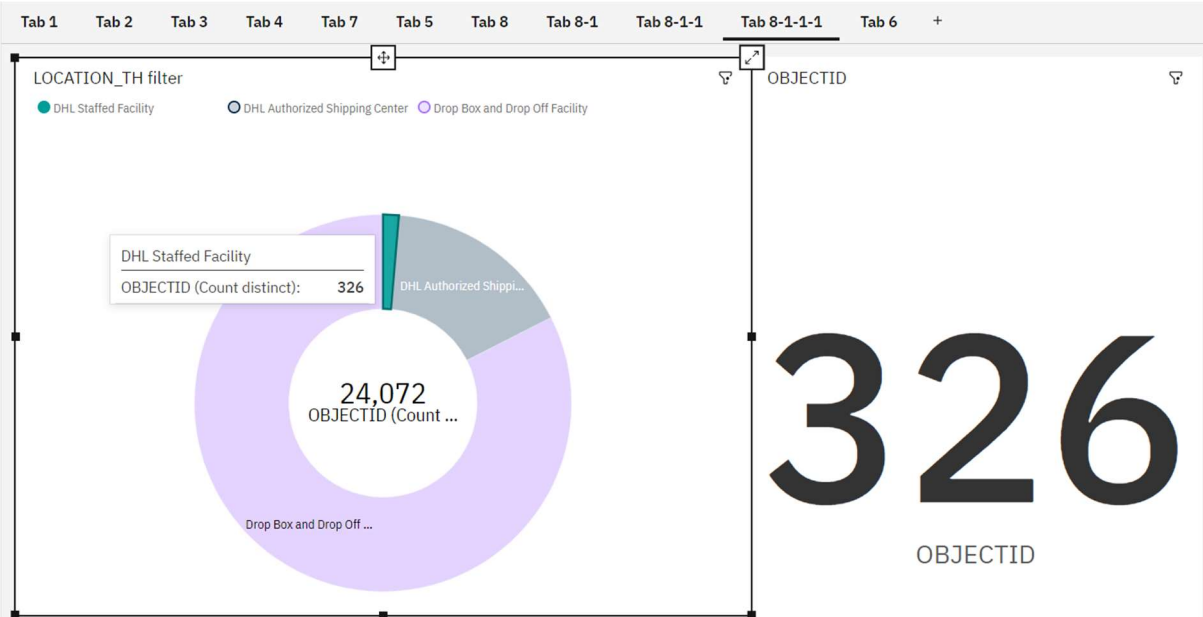 Tab 1 Tab 2 Tab 3 Tab 4 Tab 7 Tab 5 Tab 8 Tab 8-1 Tab 8-1-1 Tab 8-1-1-1 Tab 6 +
LOCATION_TH filter
DHL Staffed Facility DHL Authorized Shipping Center Drop Box and Drop Off Facility
DHL Staffed Facility
OBJECTID (Count distinct): 326
DHL Authorized Shippi...
24,072
OBJECTID (Count ...
Drop Box and Drop Off ...
OBJECTID
326
OBJECTID